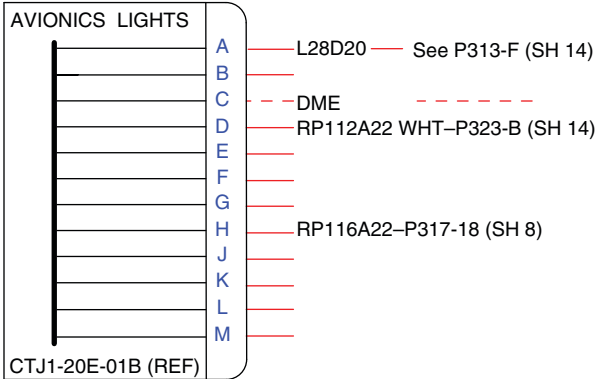 AVIONICS LIGHTS
A L28D20 See P313-F (SH 14)
B
C DME
D RP112A22 WHT–P323-B (SH 14)
E
F
G
H RP116A22–P317-18 (SH 8)
J
K
L
M
CTJ1-20E-01B (REF)